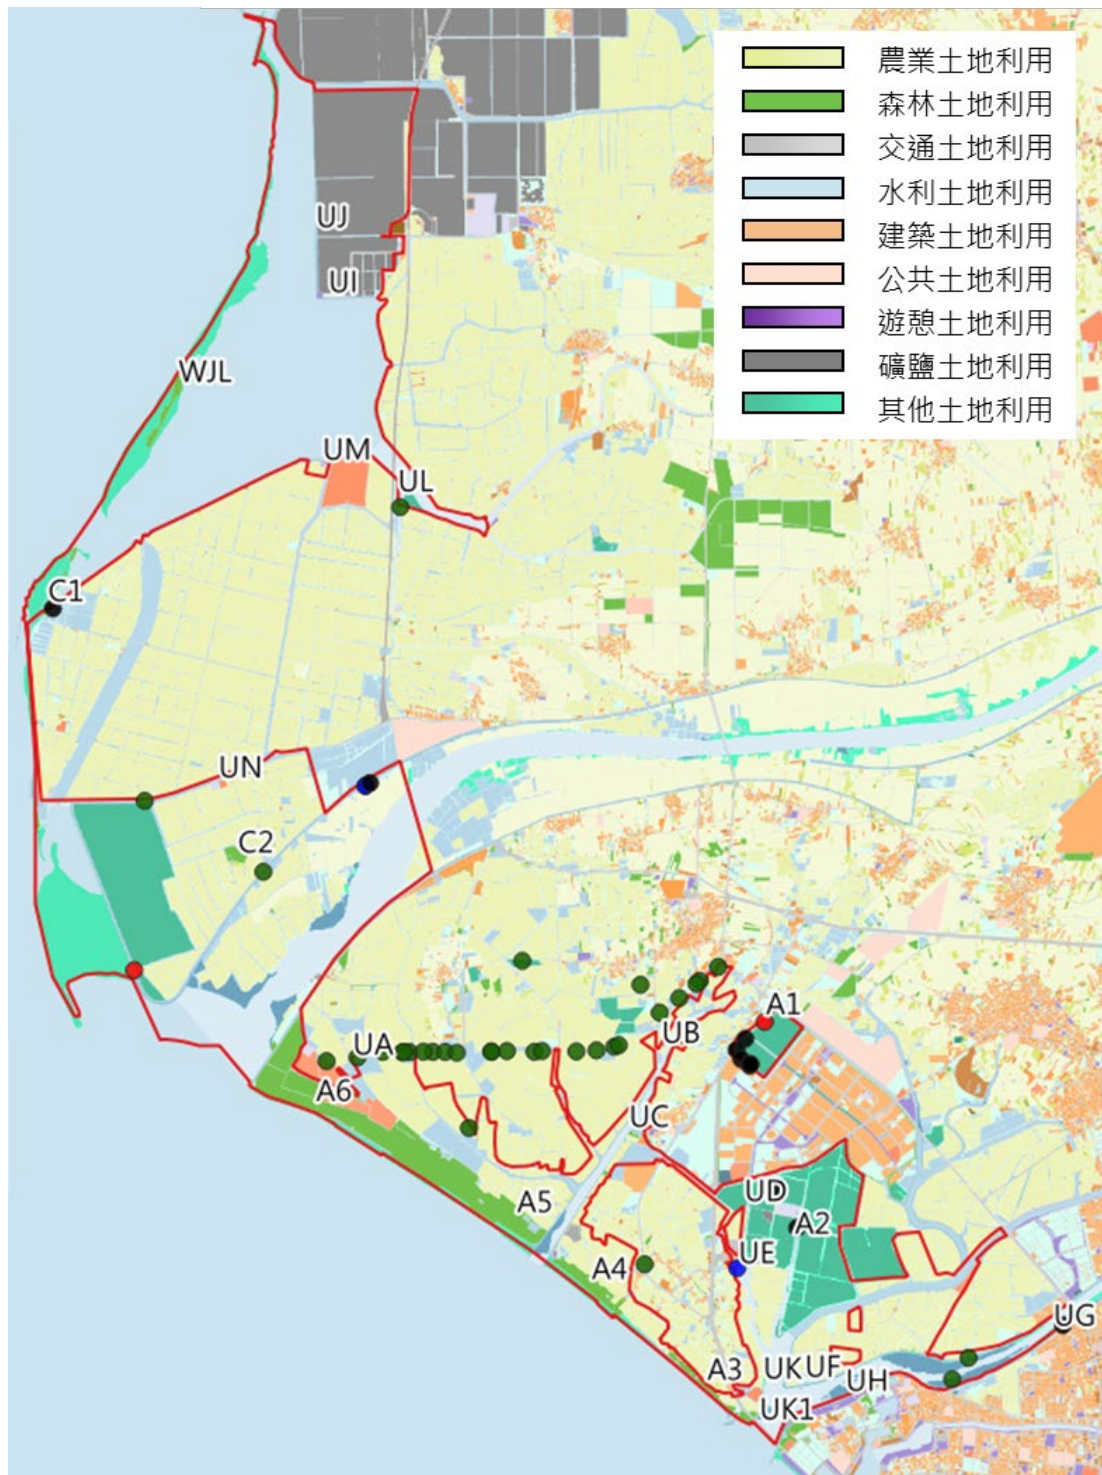 農業土地利用
森林土地利用
交通土地利用
水利土地利用
建築土地利用
公共土地利用
遊憩土地利用
礦鹽土地利用
其他土地利用
UJ
UI
WJL
UM
UL
C1
UN
C2
A1
UB
UA
A6
UC
UD
A5
A2
UE
A4
UG
A3
UK
UF
UH
UK1